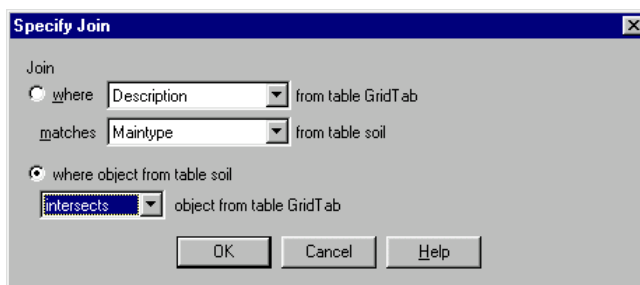 Specify Join
Join
where Description from table GridTab
matches Maintype from table soil
where object from table soil
intersects object from table GridTab
OK Cancel Help